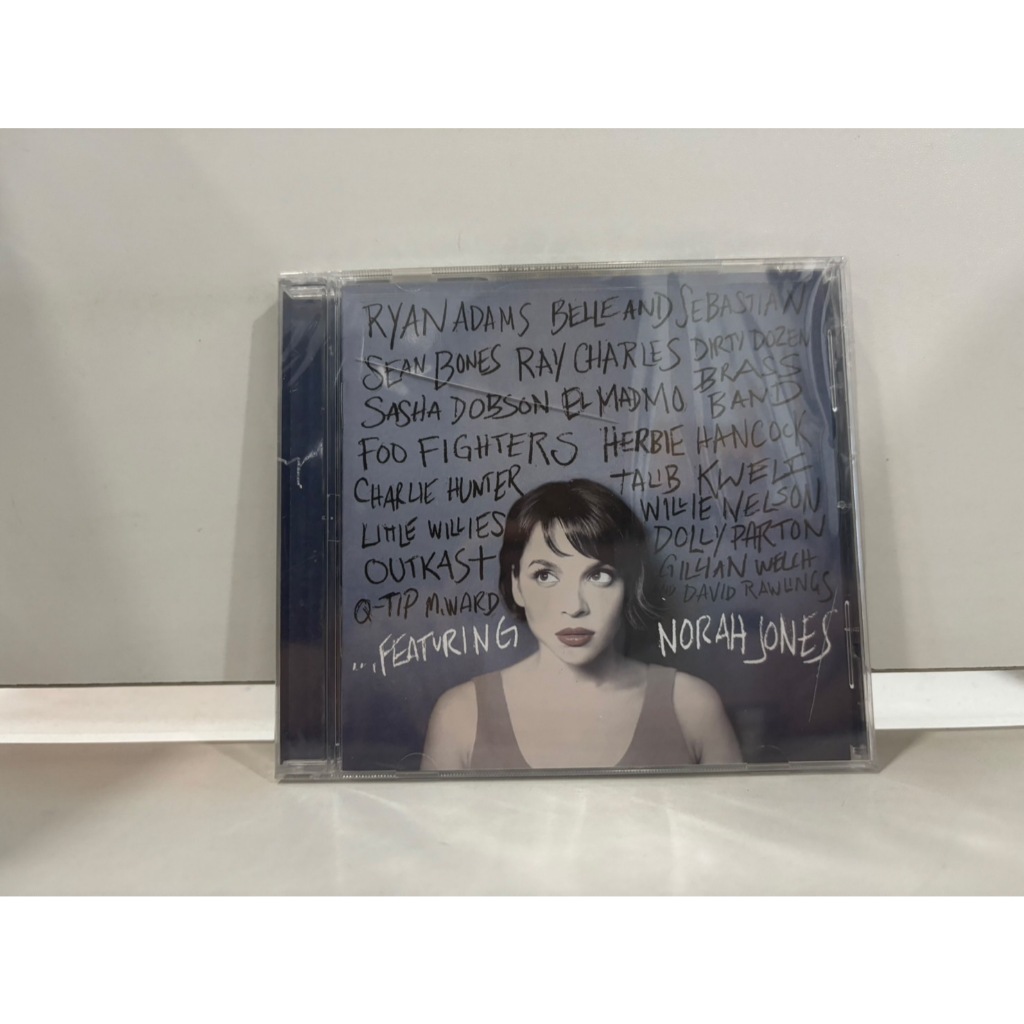 RYAN ADAMS BELLE AND SEBASTIAN
SEAN BONES RAY CHARLES DIRTY DOZEN
BRASS
SASHA DOBSON EL MADMO BAND
FOO FIGHTERS HERBIE HANCOCK
CHARLIE HUNTER TALIB KWELI
LITTLE WILLIES WILLIE NELSON
DOLLY PARTON
OUTKAST GILLIAN WELCH
Q-TIP M.WARD AND DAVID RAWLINGS
...FEATURING NORAH JONES